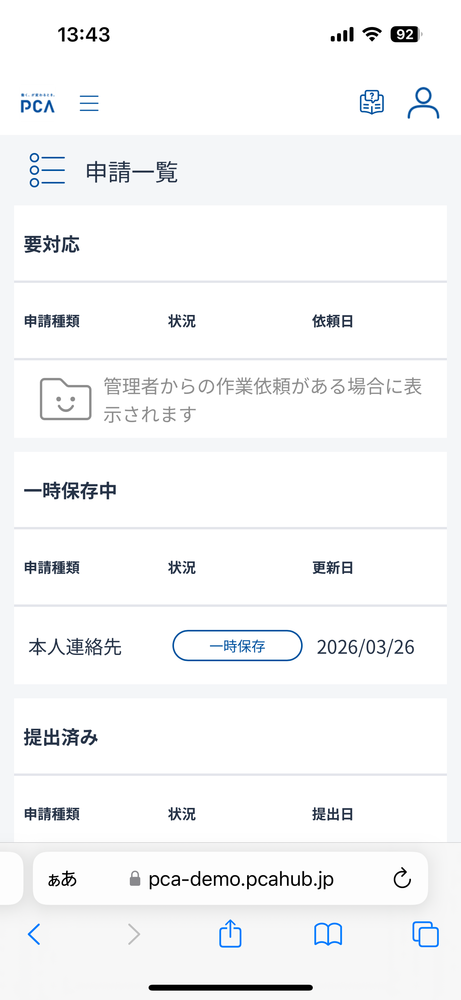 13:43
92
働く、が変わるとき。
PCA
?
申請一覧
要対応
申請種類 状況 依頼日
管理者からの作業依頼がある場合に表
示されます
一時保存中
申請種類 状況 更新日
本人連絡先 一時保存 2026/03/26
提出済み
申請種類 状況 提出日
ぁあ pca-demo.pcahub.jp